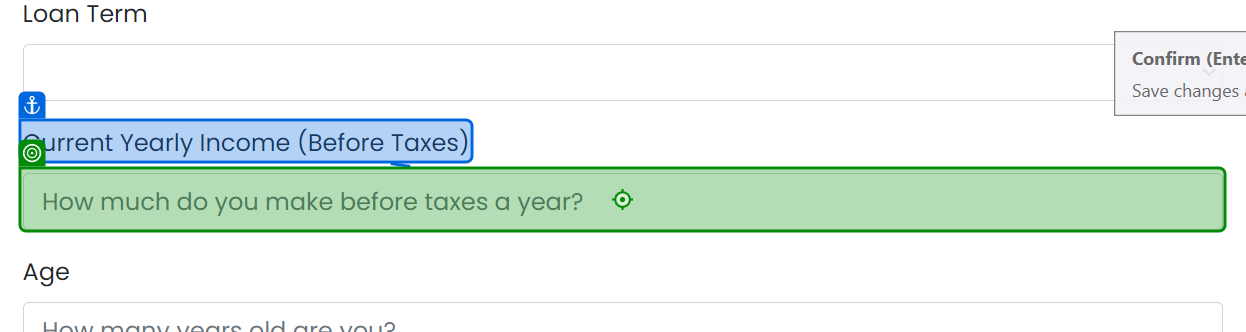 Loan Term
Confirm (Ente
Save changes
Current Yearly Income (Before Taxes)
How much do you make before taxes a year?
Age
How many years old are you?